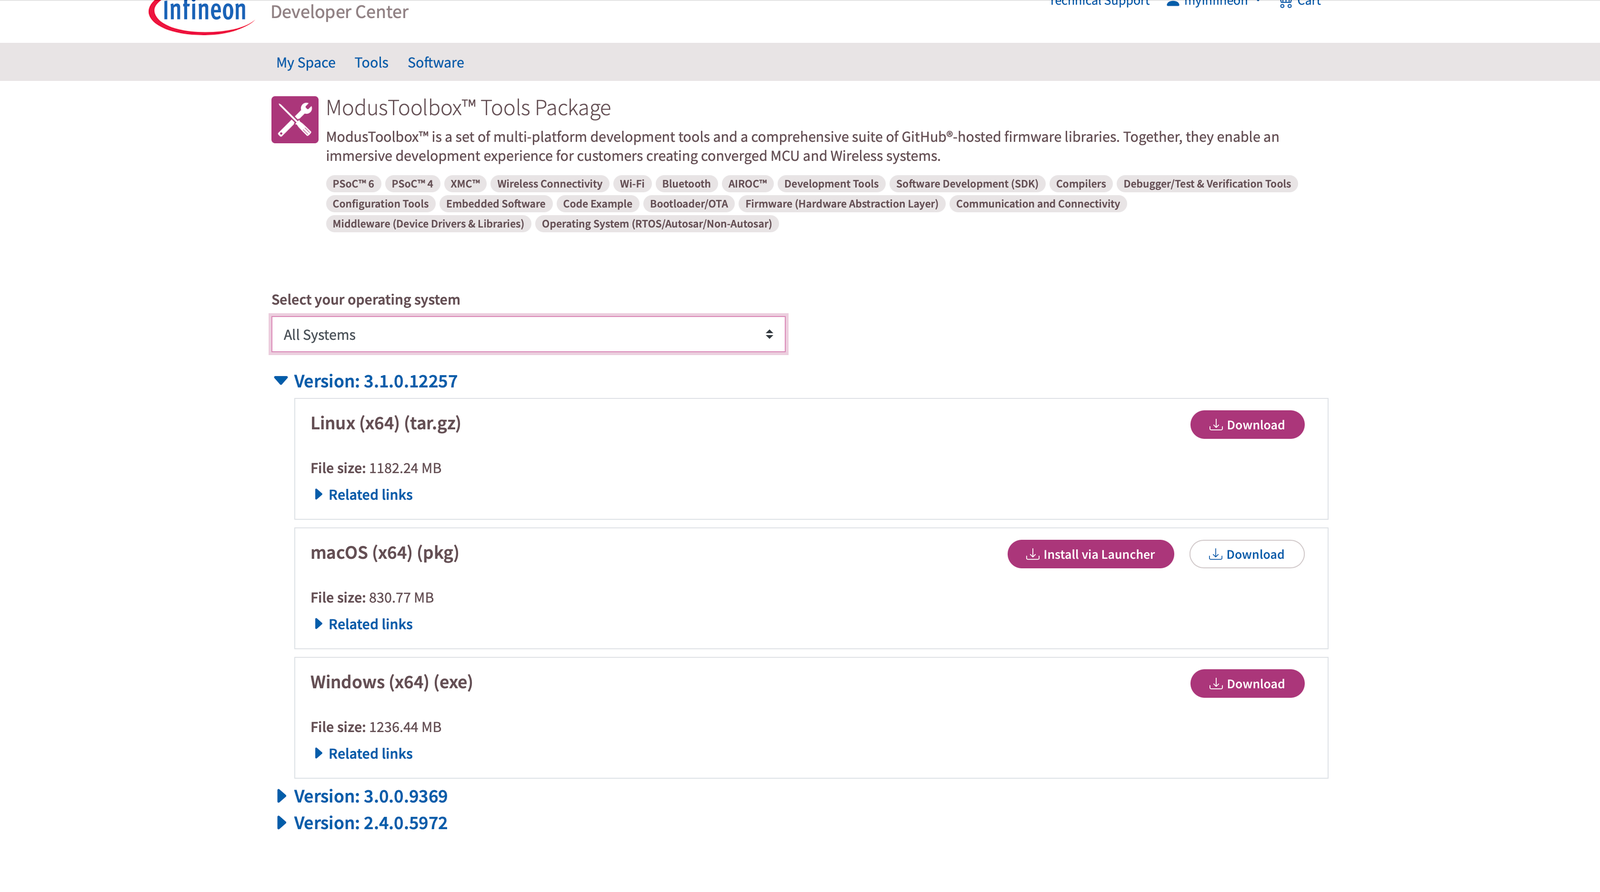 Technical Support myInfineon Cart
Infineon Developer Center
My Space Tools Software
ModusToolbox™ Tools Package
ModusToolbox™ is a set of multi-platform development tools and a comprehensive suite of GitHub®-hosted firmware libraries. Together, they enable an
immersive development experience for customers creating converged MCU and Wireless systems.
PSoC™ 6 PSoC™ 4 XMC™ Wireless Connectivity Wi-Fi Bluetooth AIROC™ Development Tools Software Development (SDK) Compilers Debugger/Test & Verification Tools
Configuration Tools Embedded Software Code Example Bootloader/OTA Firmware (Hardware Abstraction Layer) Communication and Connectivity
Middleware (Device Drivers & Libraries) Operating System (RTOS/Autosar/Non-Autosar)
Select your operating system
All Systems
Version: 3.1.0.12257
Linux (x64) (tar.gz) Download
File size: 1182.24 MB
Related links
macOS (x64) (pkg) Install via Launcher Download
File size: 830.77 MB
Related links
Windows (x64) (exe) Download
File size: 1236.44 MB
Related links
Version: 3.0.0.9369
Version: 2.4.0.5972